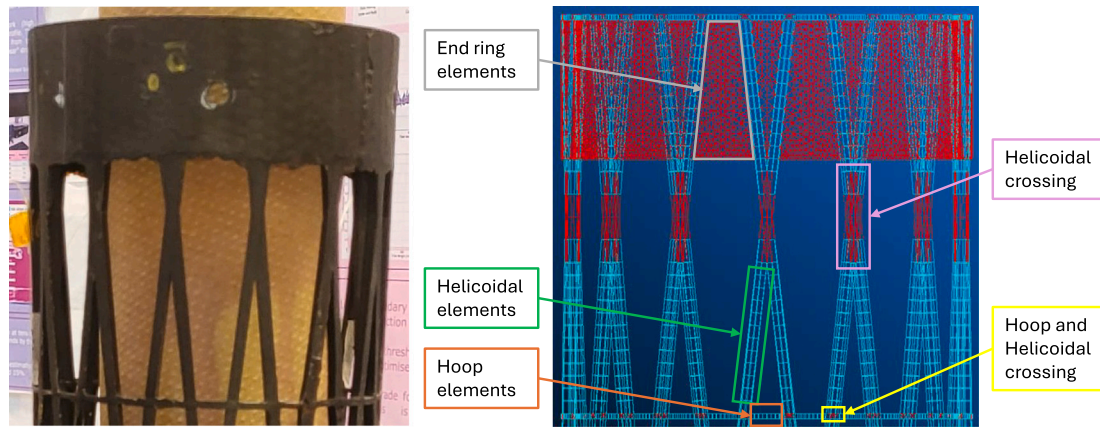 End ring
elements
Helicoidal
crossing
Helicoidal
elements
Hoop
elements
Hoop and
Helicoidal
crossing